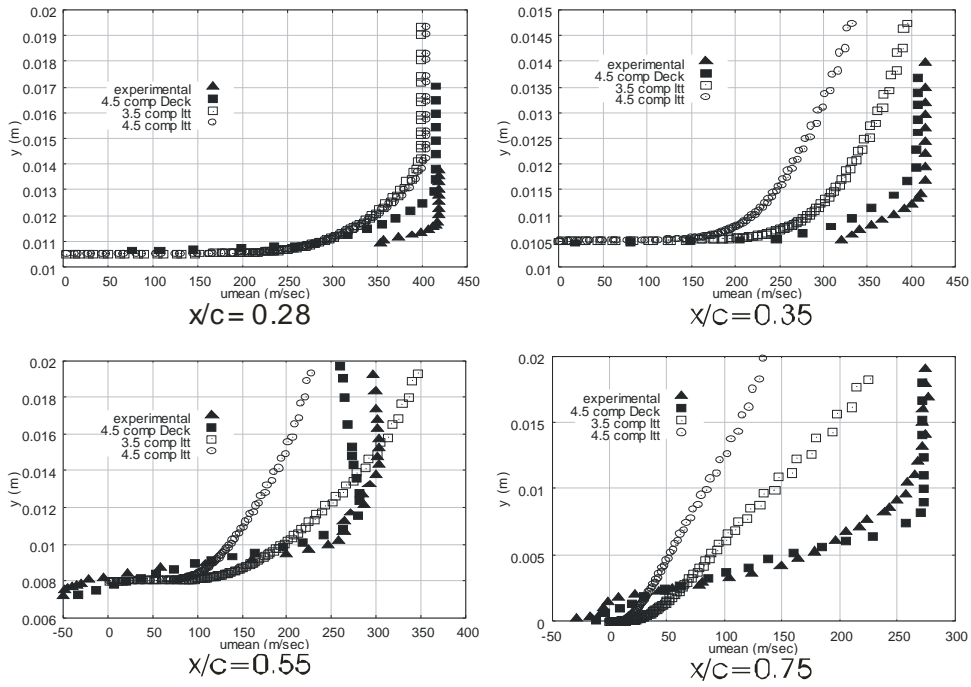 0.02
0.019
0.018
0.017
0.016
0.015
0.014
0.013
0.012
0.011
0.01
y (m)
experimental
4.5 comp Deck
3.5 comp ltt
4.5 comp ltt
0 50 100 150 200 250 300 350 400 450
umean (m/sec)
x/c= 0.28
0.015
0.0145
0.014
0.0135
0.013
0.0125
0.012
0.0115
0.011
0.0105
0.01
y (m)
experimental
4.5 comp Deck
3.5 comp ltt
4.5 comp ltt
0 50 100 150 200 250 300 350 400 450
umean (m/sec)
x/c=0.35
0.02
0.018
0.016
0.014
0.012
0.01
0.008
0.006
y (m)
experimental
4.5 comp Deck
3.5 comp ltt
4.5 comp ltt
-50 0 50 100 150 200 250 300 350 400
umean (m/sec)
x/c=0.55
0.02
0.015
0.01
0.005
0
y (m)
experimental
4.5 comp Deck
3.5 comp ltt
4.5 comp ltt
-50 0 50 100 150 200 250 300
umean (m/sec)
x/c=0.75